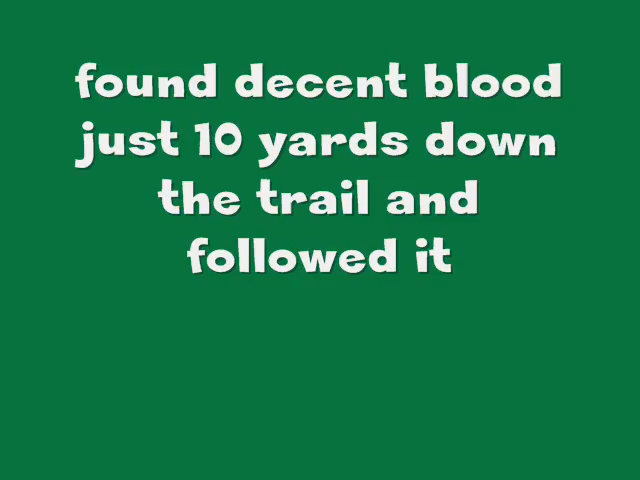 found decent blood
just 10 yards down
the trail and
followed it